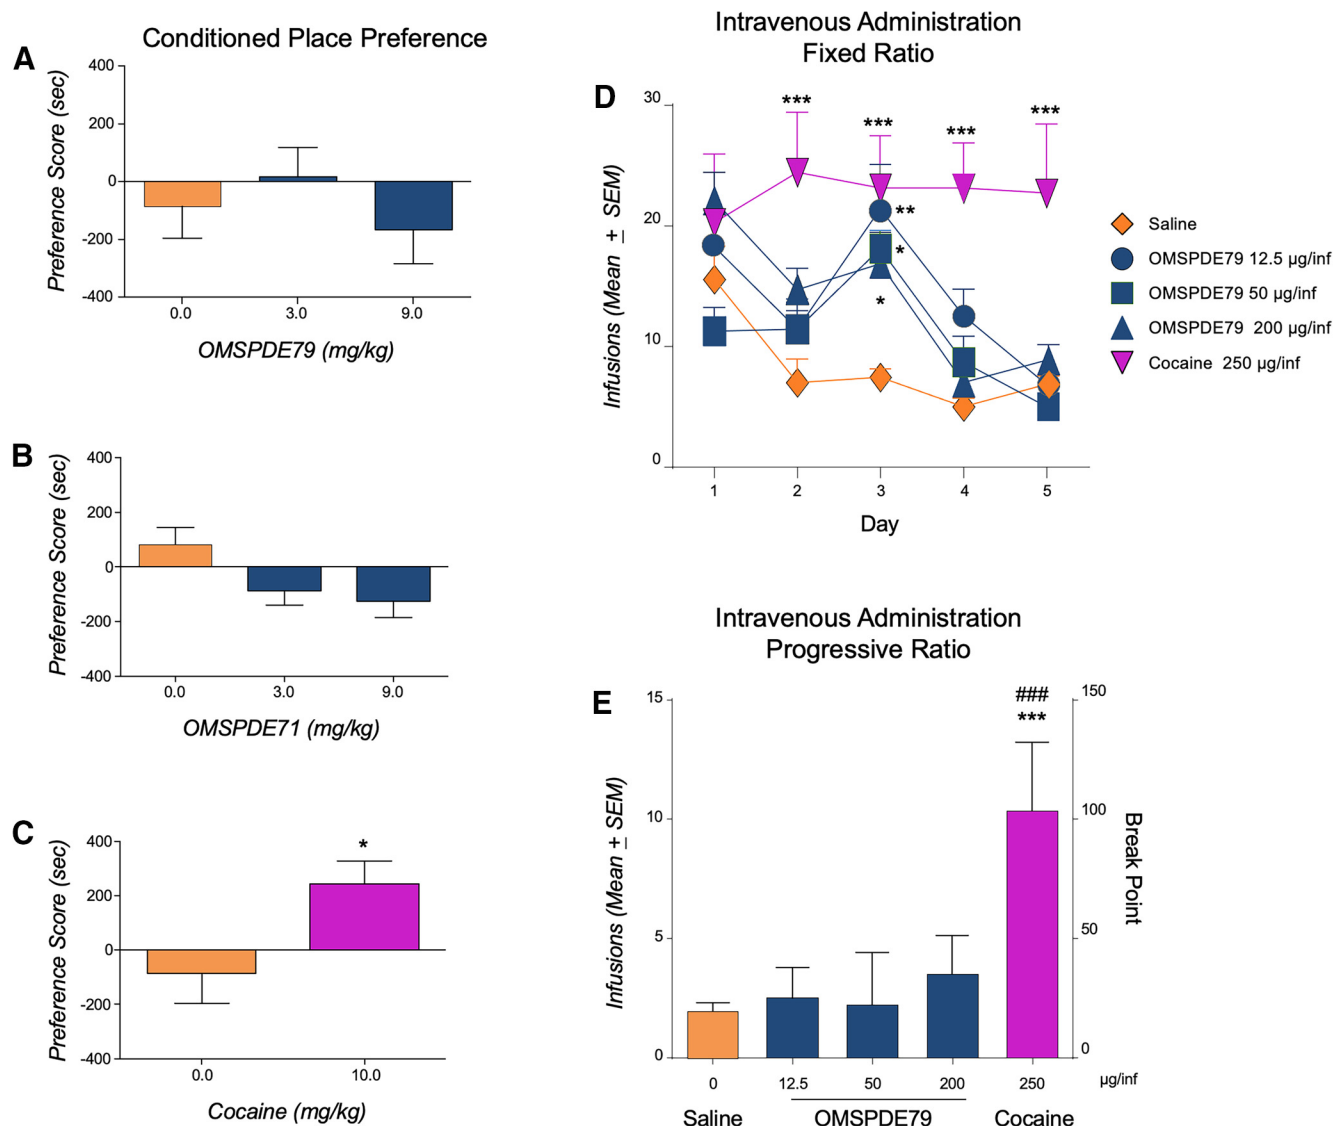 Conditioned Place Preference
A
Preference Score (sec)
400
200
0
-200
-400
0.0 3.0 9.0
OMSPDE79 (mg/kg)
B
Preference Score (sec)
400
200
0
-200
-400
0.0 3.0 9.0
OMSPDE71 (mg/kg)
C
Preference Score (sec)
400
200
0
-200
-400
*
0.0 10.0
Cocaine (mg/kg)
Intravenous Administration
Fixed Ratio
D
Infusions (Mean ± SEM)
30
20
10
0
*** *** *** ***
**
*
*
1 2 3 4 5
Day
Saline
OMSPDE79 12.5 µg/inf
OMSPDE79 50 µg/inf
OMSPDE79 200 µg/inf
Cocaine 250 µg/inf
Intravenous Administration
Progressive Ratio
E
Infusions (Mean ± SEM)
15
10
5
0
###
***
150
100
50
0
Break Point
0 12.5 50 200 250 µg/inf
Saline OMSPDE79 Cocaine